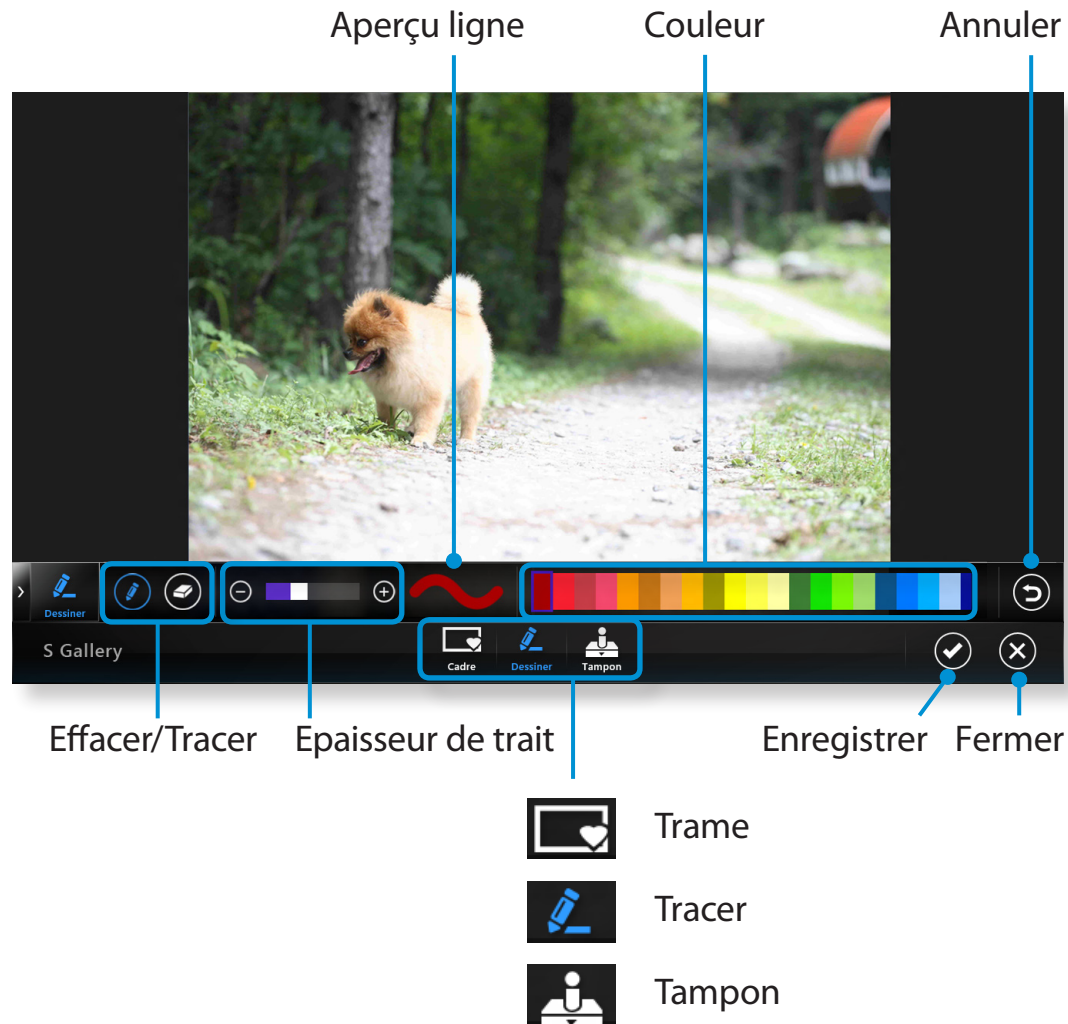 Aperçu ligne
Couleur
Annuler
Dessiner
S Gallery
Cadre
Dessiner
Tampon
Effacer/Tracer
Epaisseur de trait
Enregistrer
Fermer
Trame
Tracer
Tampon